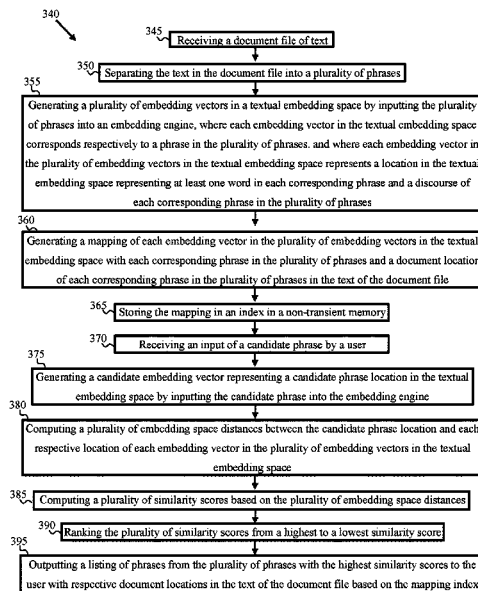 340
345
Receiving a document file of text
350
Separating the text in the document file into a plurality of phrases
355
Generating a plurality of embedding vectors in a textual embedding space by inputting the plurality
of phrases into an embedding engine, where each embedding vector in the textual embedding space
corresponds respectively to a phrase in the plurality of phrases. and where each embedding vector in
the plurality of embedding vectors in the textual embedding space represents a location in the textual
embedding space representing at least one word in each corresponding phrase and a discourse of
each corresponding phrase in the plurality of phrases
360
Generating a mapping of each embedding vector in the plurality of embedding vectors in the textual
embedding space with each corresponding phrase in the plurality of phrases and a document location
of each corresponding phrase in the plurality of phrases in the text of the document file
365
Storing the mapping in an index in a non-transient memory
370
Receiving an input of a candidate phrase by a user
375
Generating a candidate embedding vector representing a candidate phrase location in the textual
embedding space by inputting the candidate phrase into the embedding engine
380
Computing a plurality of embedding space distances between the candidate phrase location and each
respective location of each embedding vector in the plurality of embedding vectors in the textual
embedding space
385
Computing a plurality of similarity scores based on the plurality of embedding space distances
390
Ranking the plurality of similarity scores from a highest to a lowest similarity score
395
Outputting a listing of phrases from the plurality of phrases with the highest similarity scores to the
user with respective document locations in the text of the document file based on the mapping index